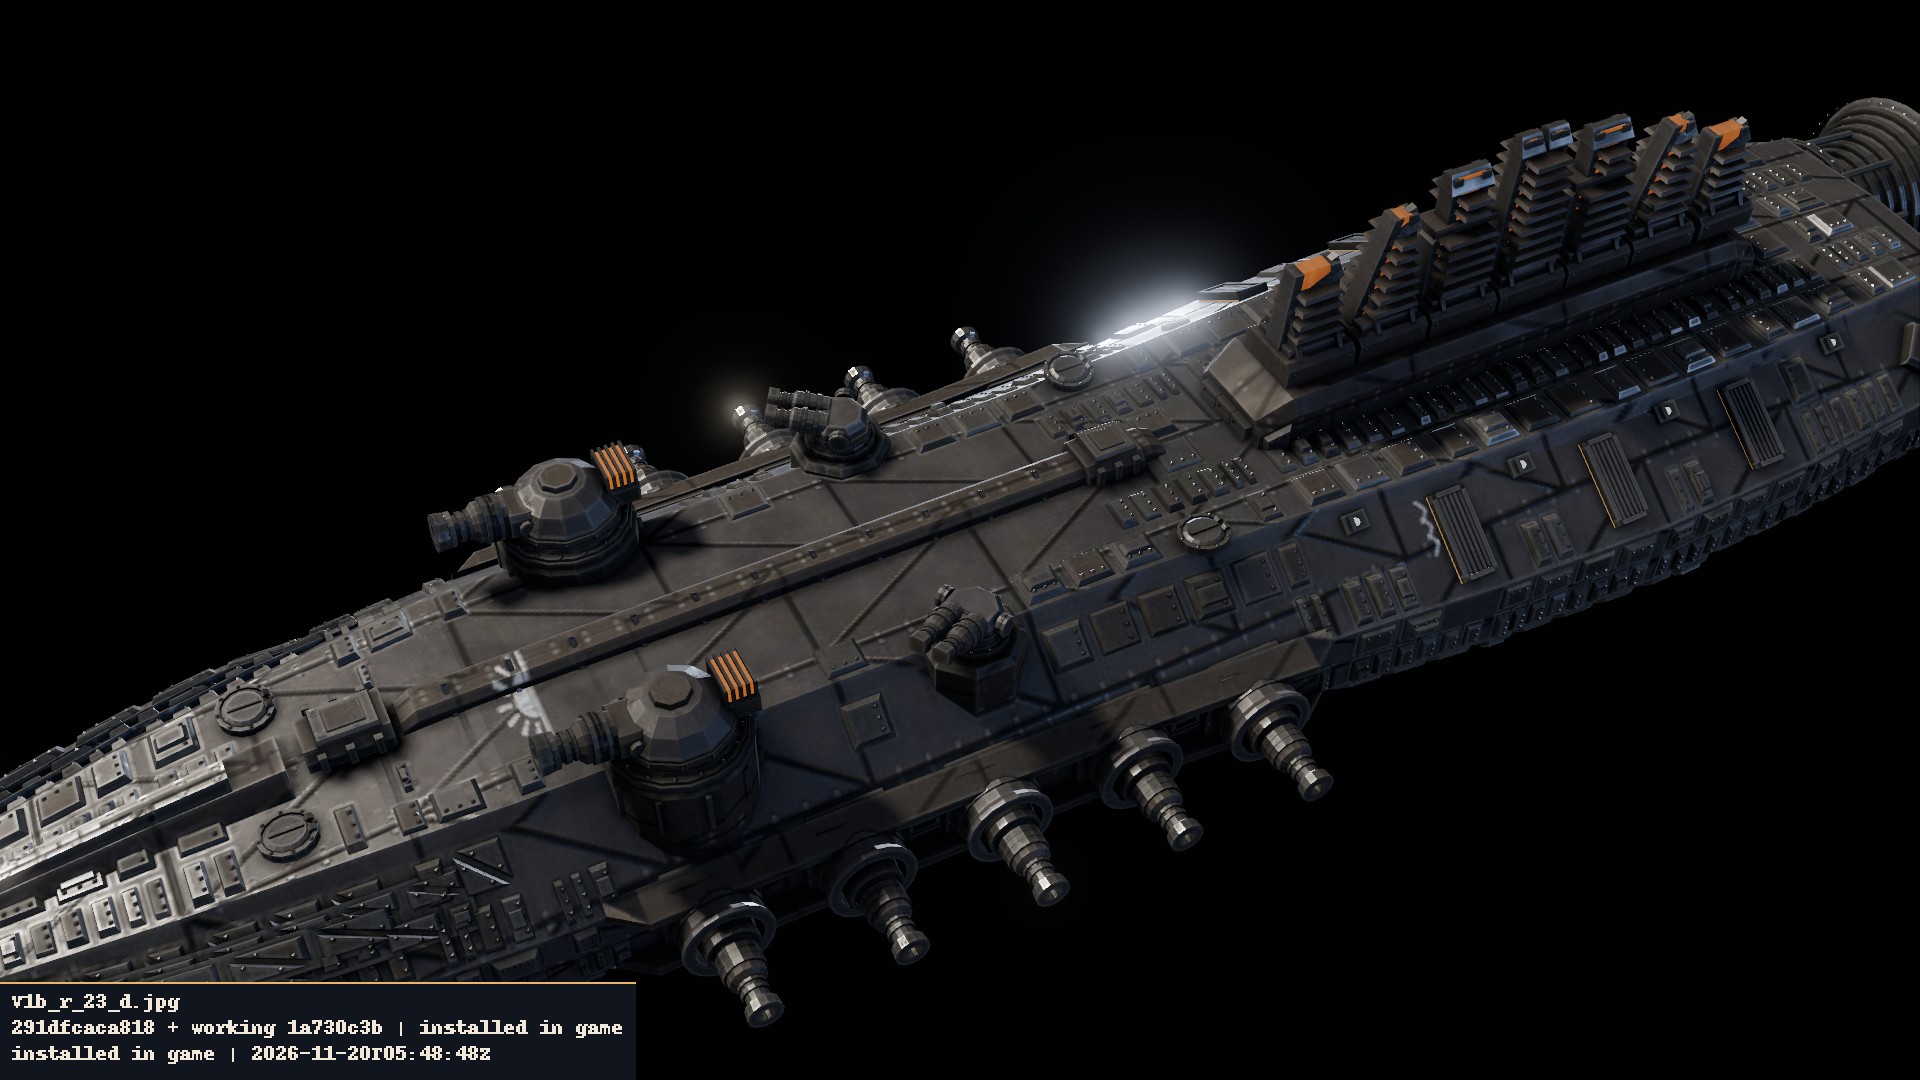 v1b_r_23_d.jpg
291dfcaca818 + working 1a730c3b | installed in game
installed in game | 2026-11-20T05:48:48Z